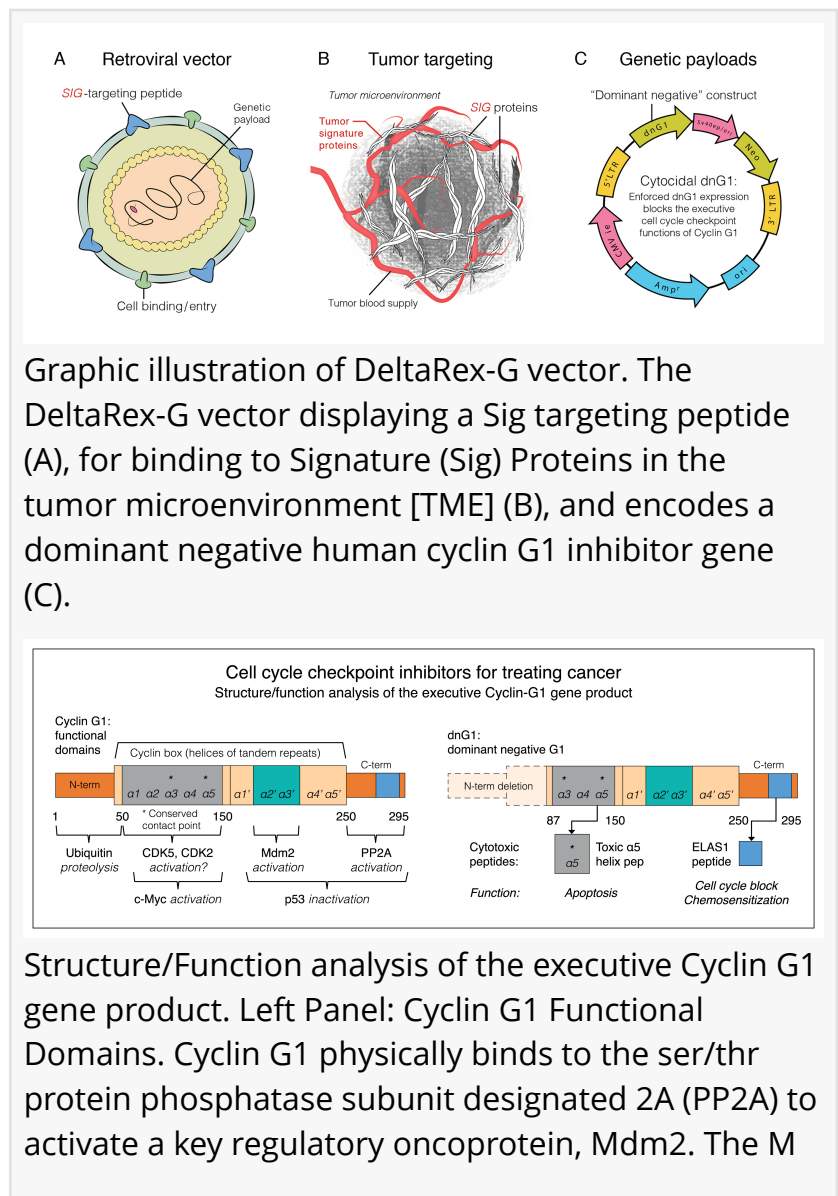 A Retroviral vector
SIG-targeting peptide
Genetic
payload
Cell binding/entry
B Tumor targeting
Tumor microenvironment
SIG proteins
Tumor
signature
proteins
Tumor blood supply
C Genetic payloads
“Dominant negative” construct
dnG1
Sv40ep/ori
Neo
3' LTR
ori
Ampʳ
CMV ie
5'LTR
Cytocidal dnG1:
Enforced dnG1 expression
blocks the executive
cell cycle checkpoint
functions of Cyclin G1
Graphic illustration of DeltaRex-G vector. The
DeltaRex-G vector displaying a Sig targeting peptide
(A), for binding to Signature (Sig) Proteins in the
tumor microenvironment [TME] (B), and encodes a
dominant negative human cyclin G1 inhibitor gene
(C).
Cell cycle checkpoint inhibitors for treating cancer
Structure/function analysis of the executive Cyclin-G1 gene product
Cyclin G1:
functional
domains
Cyclin box (helices of tandem repeats)
C-term
N-term
* *
α1 α2 α3 α4 α5 α1' α2' α3' α4' α5'
1 50 * Conserved contact point 150 250 295
Ubiquitin
proteolysis
CDK5, CDK2
activation?
Mdm2
activation
PP2A
activation
c-Myc activation
p53 inactivation
dnG1:
dominant negative G1
C-term
N-term deletion
* *
α3 α4 α5 α1' α2' α3' α4' α5'
87 150 250 295
Cytotoxic
peptides:
*
α5
Toxic α5
helix pep
ELAS1
peptide
Function:
Apoptosis
Cell cycle block
Chemosensitization
Structure/Function analysis of the executive Cyclin G1
gene product. Left Panel: Cyclin G1 Functional
Domains. Cyclin G1 physically binds to the ser/thr
protein phosphatase subunit designated 2A (PP2A) to
activate a key regulatory oncoprotein, Mdm2. The M